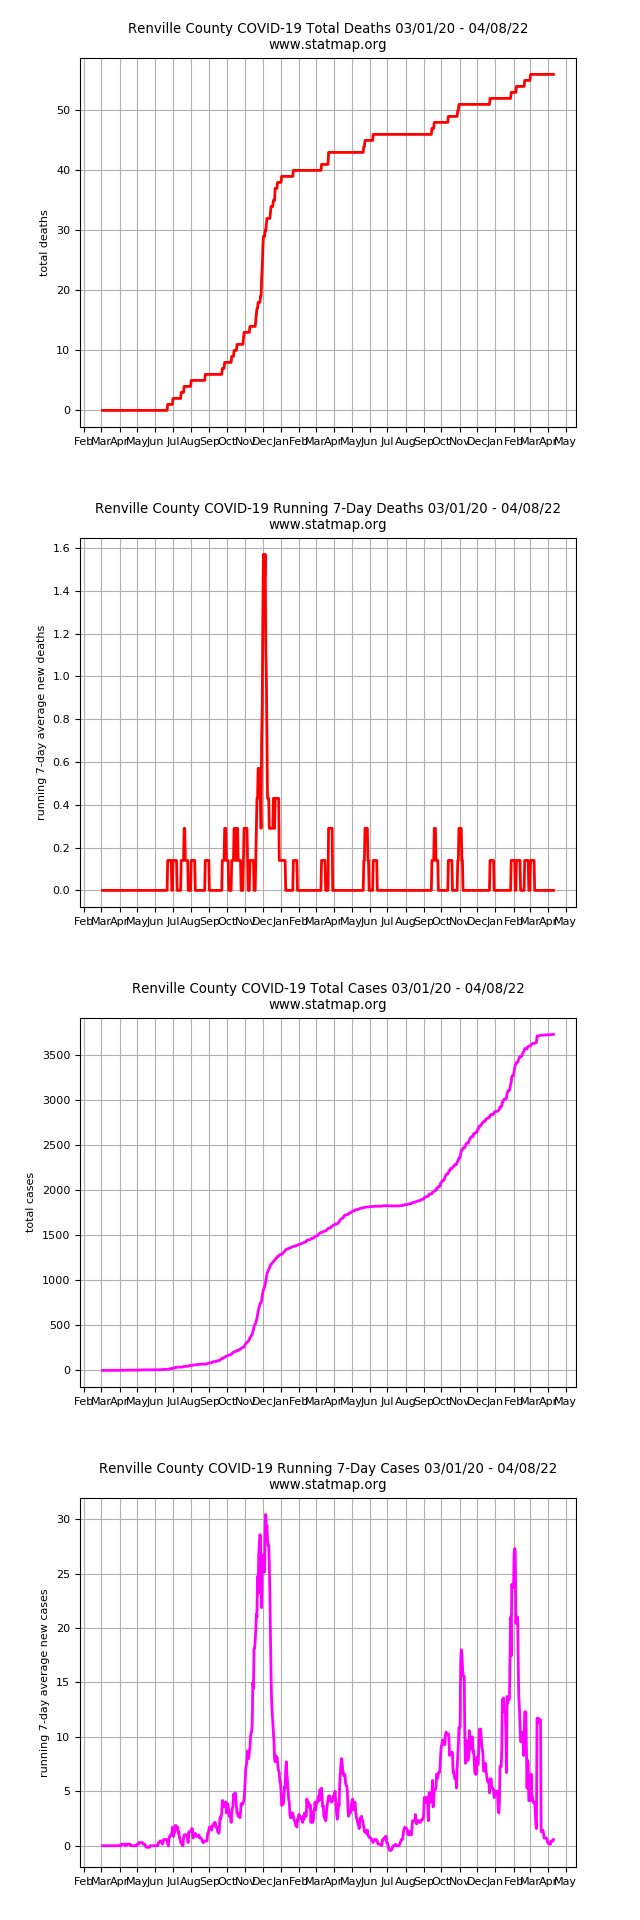 Renville County COVID-19 Total Deaths 03/01/20 - 04/08/22
www.statmap.org
total deaths
50
40
30
20
10
0
Feb Mar Apr May Jun Jul Aug Sep Oct Nov Dec Jan Feb Mar Apr May Jun Jul Aug Sep Oct Nov Dec Jan Feb Mar Apr May
Renville County COVID-19 Running 7-Day Deaths 03/01/20 - 04/08/22
www.statmap.org
running 7-day average new deaths
1.6
1.4
1.2
1.0
0.8
0.6
0.4
0.2
0.0
Feb Mar Apr May Jun Jul Aug Sep Oct Nov Dec Jan Feb Mar Apr May Jun Jul Aug Sep Oct Nov Dec Jan Feb Mar Apr May
Renville County COVID-19 Total Cases 03/01/20 - 04/08/22
www.statmap.org
total cases
3500
3000
2500
2000
1500
1000
500
0
Feb Mar Apr May Jun Jul Aug Sep Oct Nov Dec Jan Feb Mar Apr May Jun Jul Aug Sep Oct Nov Dec Jan Feb Mar Apr May
Renville County COVID-19 Running 7-Day Cases 03/01/20 - 04/08/22
www.statmap.org
running 7-day average new cases
30
25
20
15
10
5
0
Feb Mar Apr May Jun Jul Aug Sep Oct Nov Dec Jan Feb Mar Apr May Jun Jul Aug Sep Oct Nov Dec Jan Feb Mar Apr May